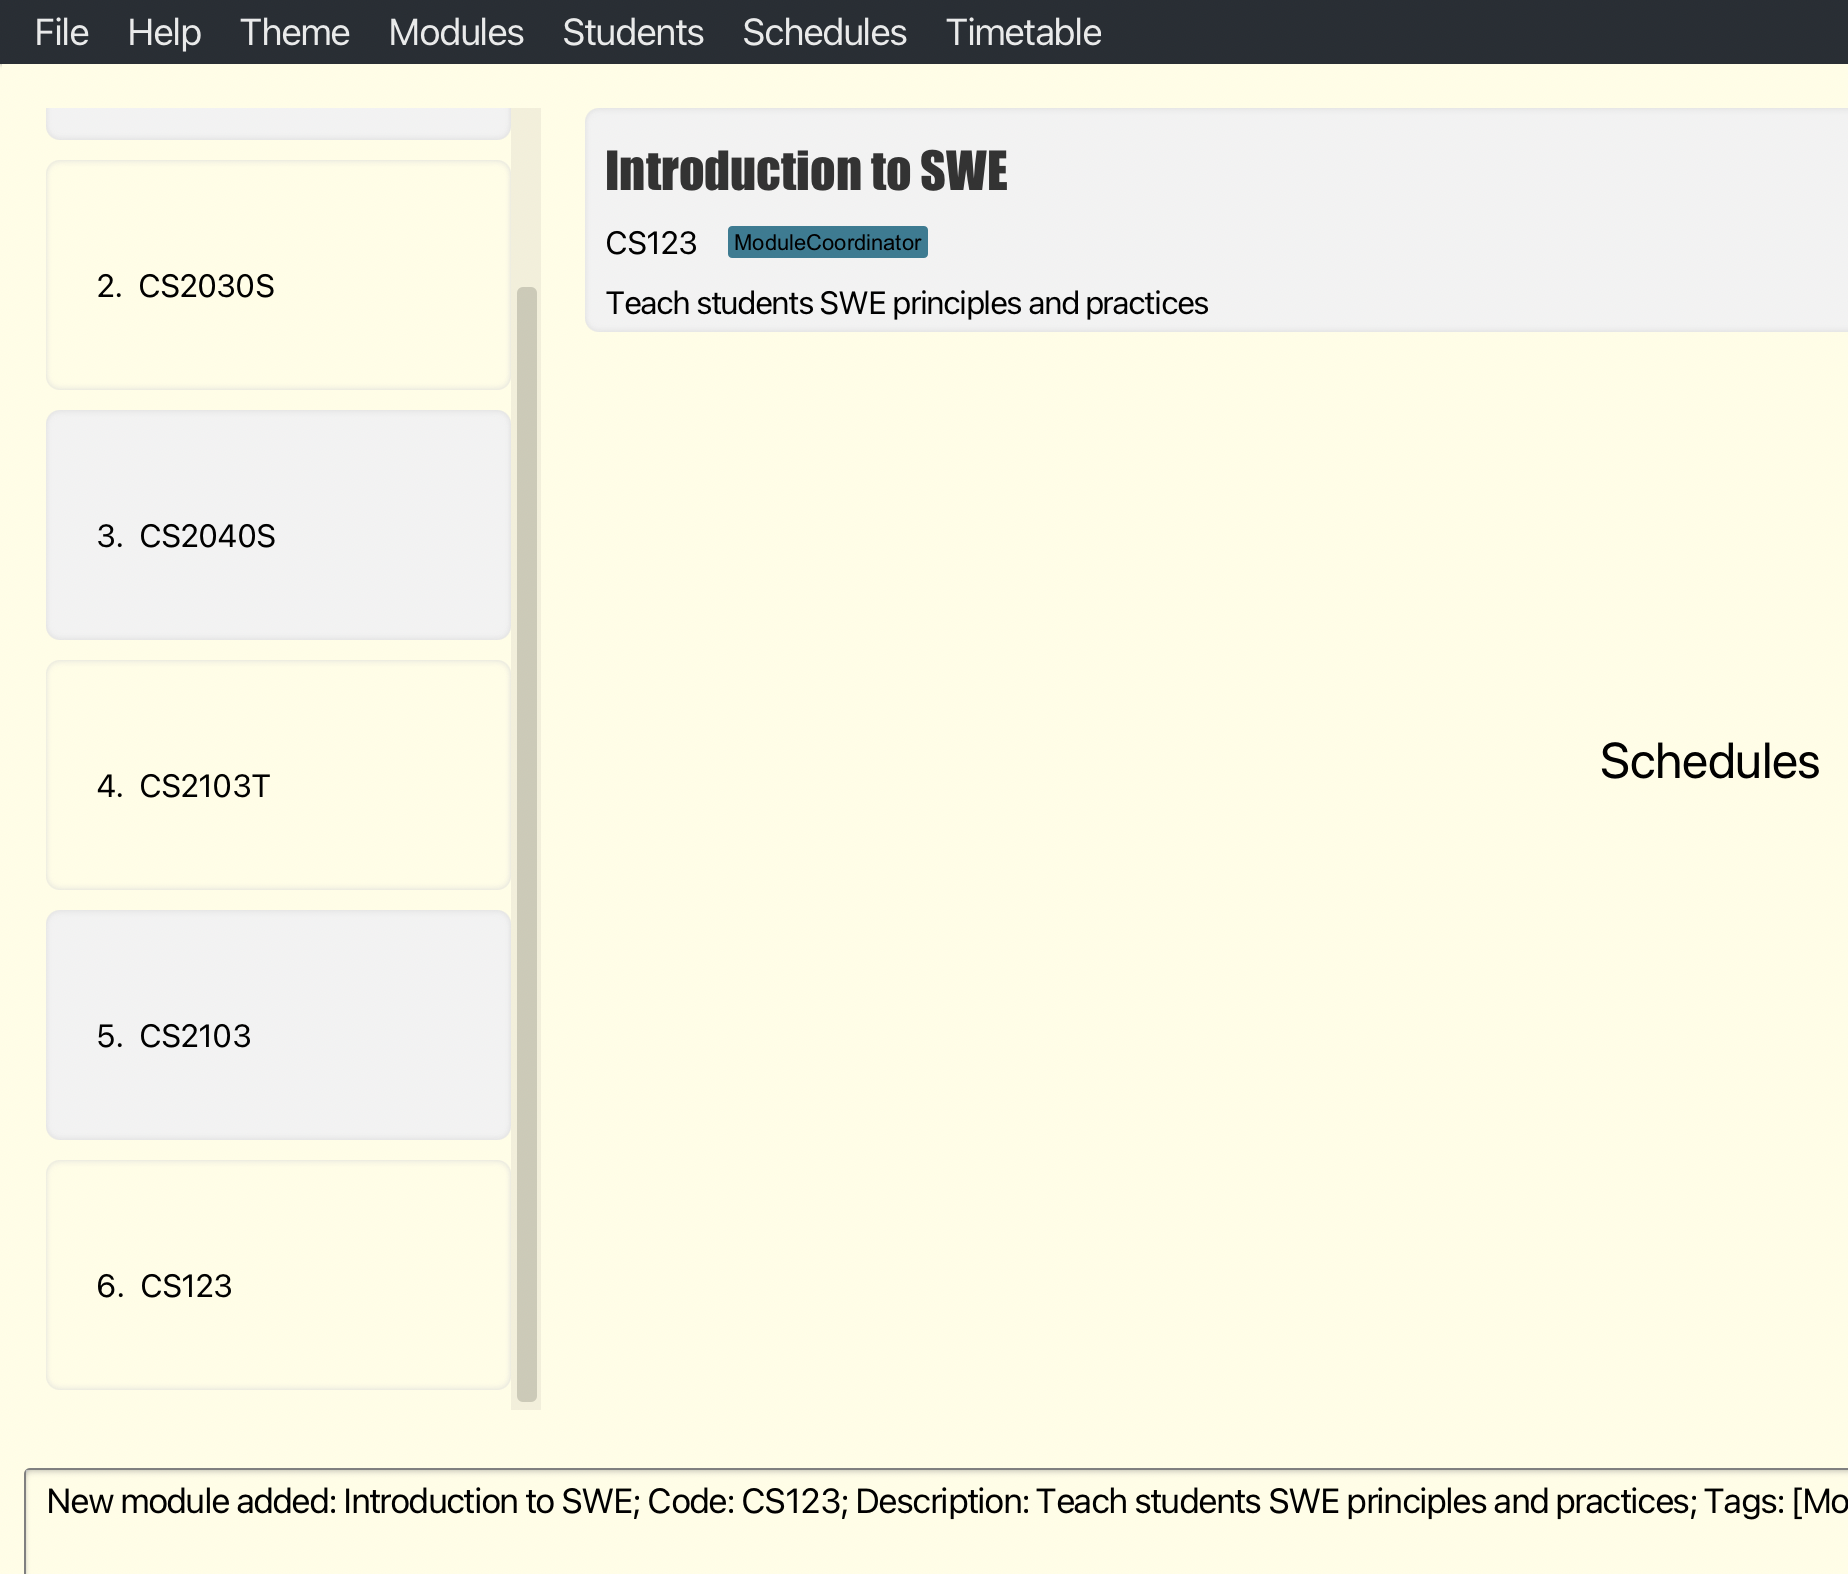 File Help Theme Modules Students Schedules Timetable
2. CS2030S
3. CS2040S
4. CS2103T
5. CS2103
6. CS123
Introduction to SWE
CS123 ModuleCoordinator
Teach students SWE principles and practices
Schedules
New module added: Introduction to SWE; Code: CS123; Description: Teach students SWE principles and practices; Tags: [Mo